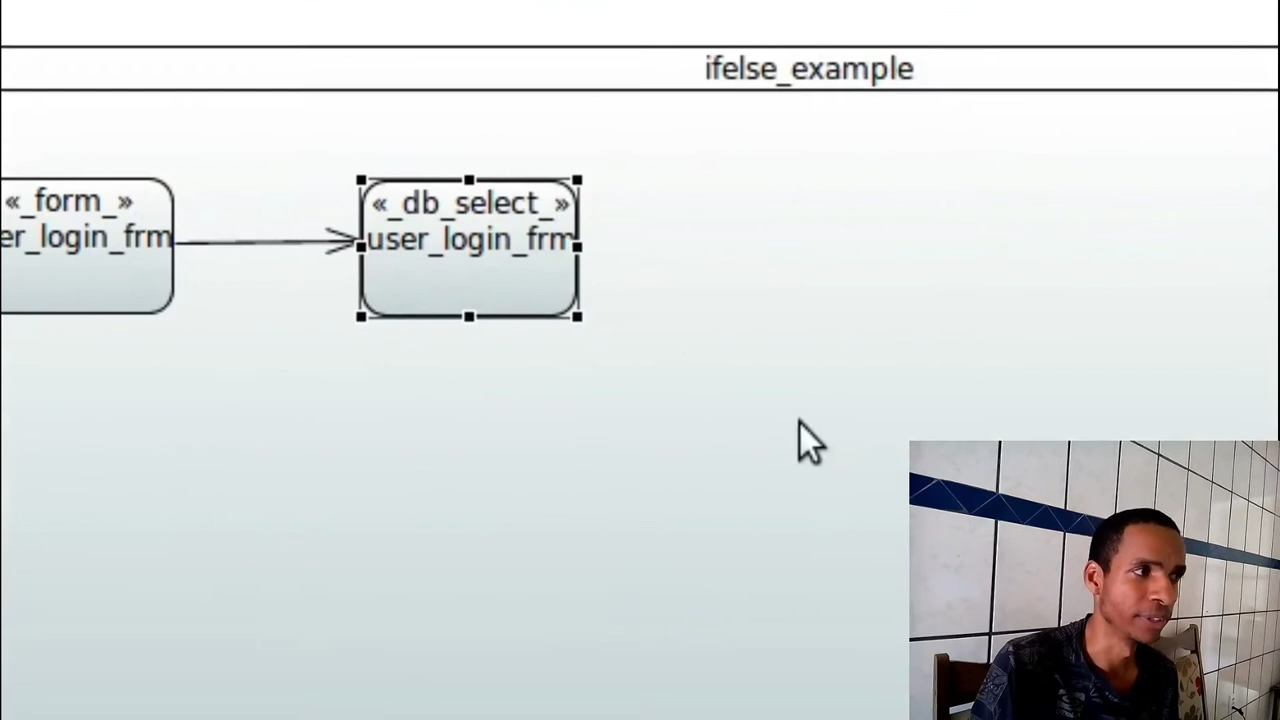 ifelse_example
«_form_»
er_login_frm
«_db_select_»
user_login_frm